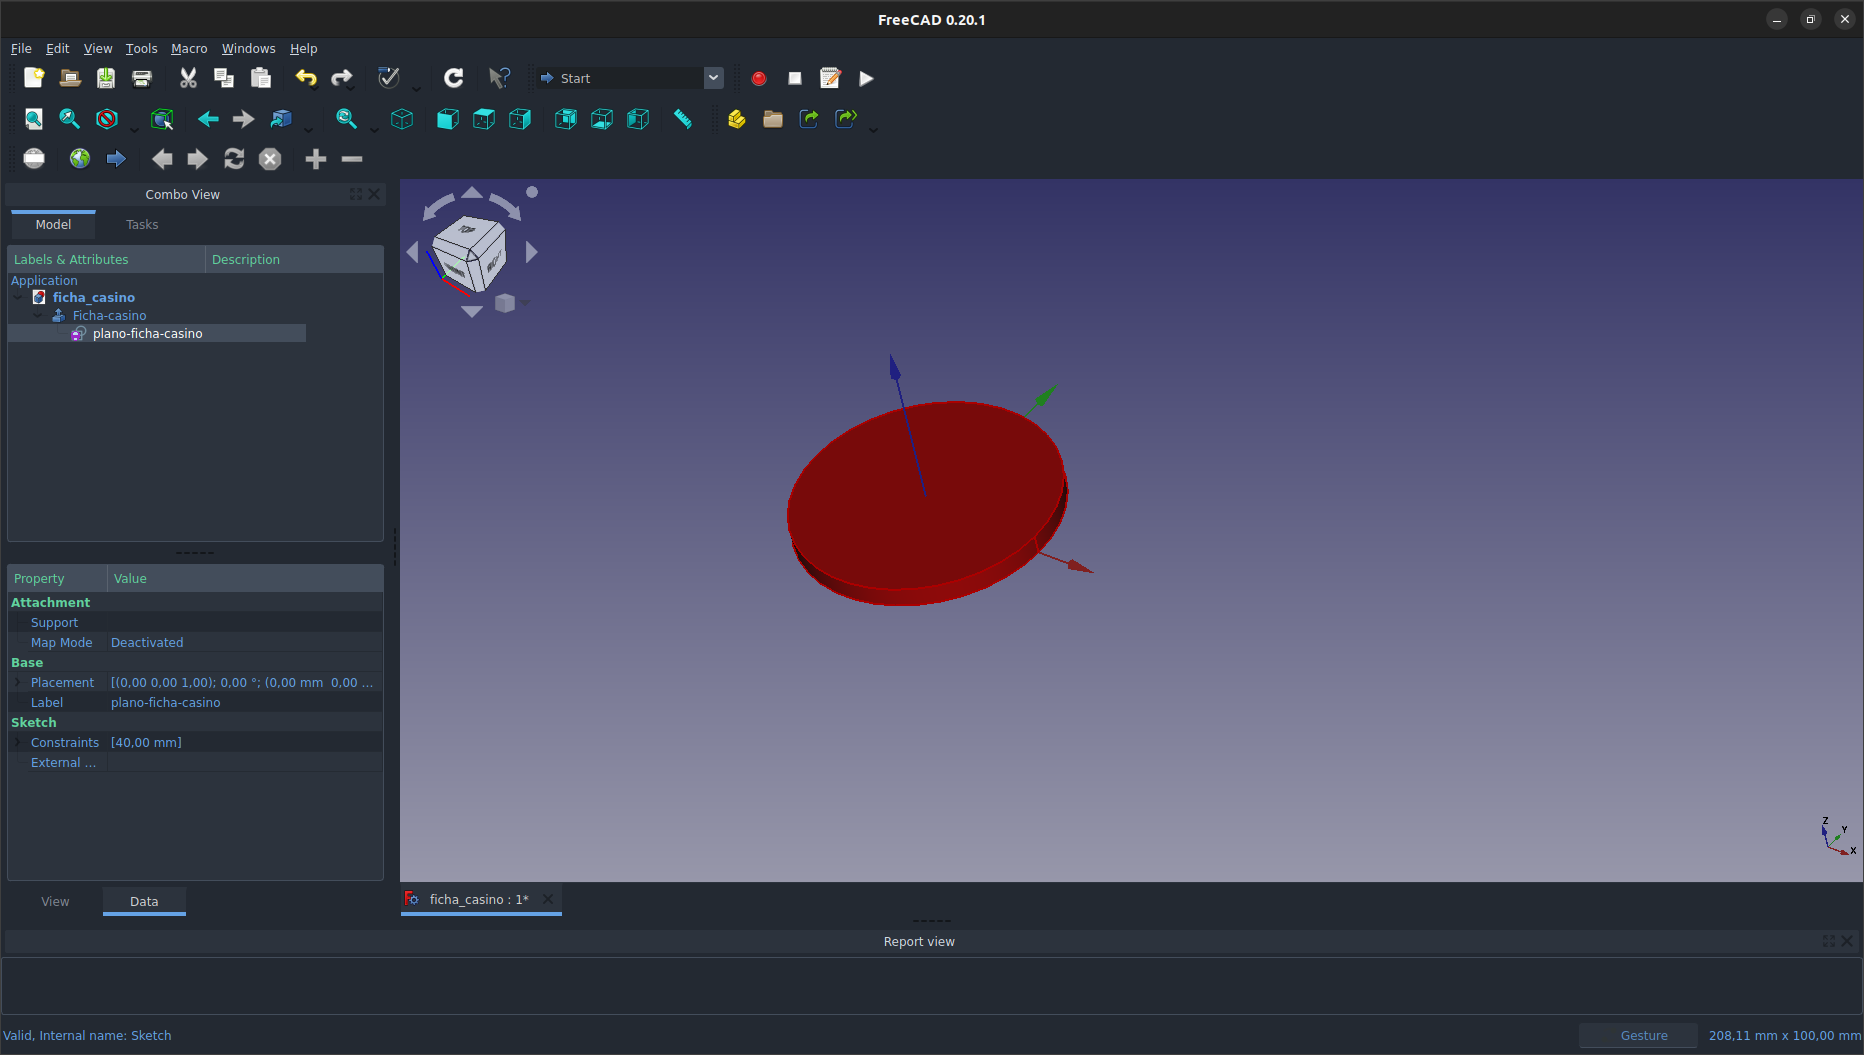 FreeCAD 0.20.1
File Edit View Tools Macro Windows Help
Start
Combo View
Model Tasks
Labels & Attributes Description
Application
ficha_casino
Ficha-casino
plano-ficha-casino
TOP
RIGHT
Property Value
Attachment
Support
Map Mode Deactivated
Base
Placement [(0,00 0,00 1,00); 0,00 °; (0,00 mm 0,00 ...
Label plano-ficha-casino
Sketch
Constraints [40,00 mm]
External ...
Z
Y
X
View Data
ficha_casino : 1*
Report view
Valid, Internal name: Sketch
Gesture 208,11 mm x 100,00 mm